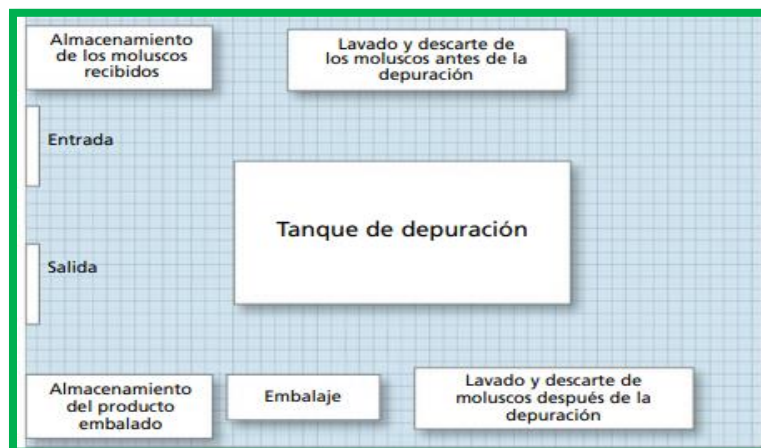 Almacenamiento
de los moluscos
recibidos
Lavado y descarte de
los moluscos antes de la
depuración
Entrada
Tanque de depuración
Salida
Almacenamiento
del producto
embalado
Embalaje
Lavado y descarte de
moluscos después de la
depuración